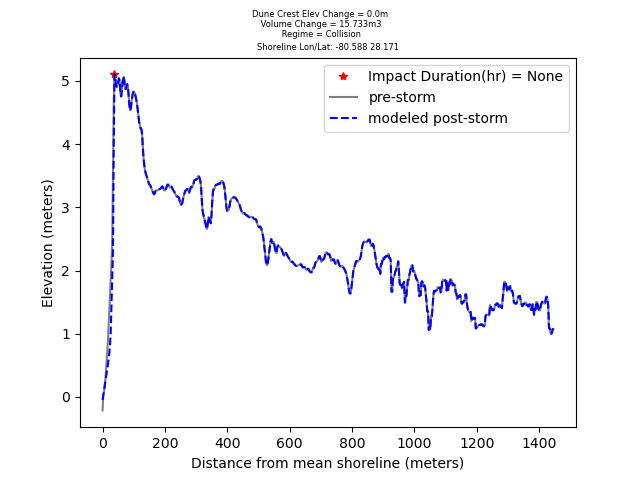 Dune Crest Elev Change = 0.0m
Volume Change = 15.733m3
Regime = Collision
Shoreline Lon/Lat: -80.588 28.171
Impact Duration(hr) = None
pre-storm
modeled post-storm
Elevation (meters)
5
4
3
2
1
0
0 200 400 600 800 1000 1200 1400
Distance from mean shoreline (meters)